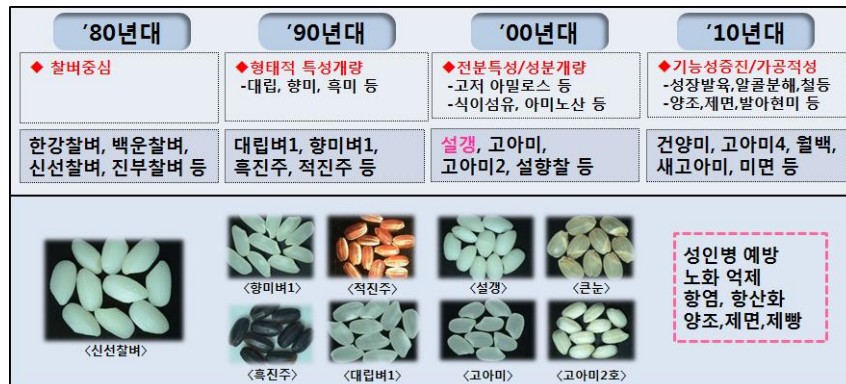 '80년대
'90년대
'00년대
'10년대
◆ 찰벼중심
◆형태적 특성개량
-대립, 향미, 흑미 등
◆전분특성/성분개량
-고저 아밀로스 등
-식이섬유, 아미노산 등
◆기능성증진/가공적성
-성장발육,알콜분해,철등
-양조,제면,발아현미 등
한강찰벼, 백운찰벼,
신선찰벼, 진부찰벼 등
대립벼1, 향미벼1,
흑진주, 적진주 등
설갱, 고아미,
고아미2, 설향찰 등
건양미, 고아미4, 월백,
새고아미, 미면 등
<신선찰벼>
<향미벼1>
<적진주>
<설갱>
<큰눈>
<흑진주>
<대립벼1>
<고아미>
<고아미2호>
성인병 예방
노화 억제
항염, 항산화
양조,제면,제빵